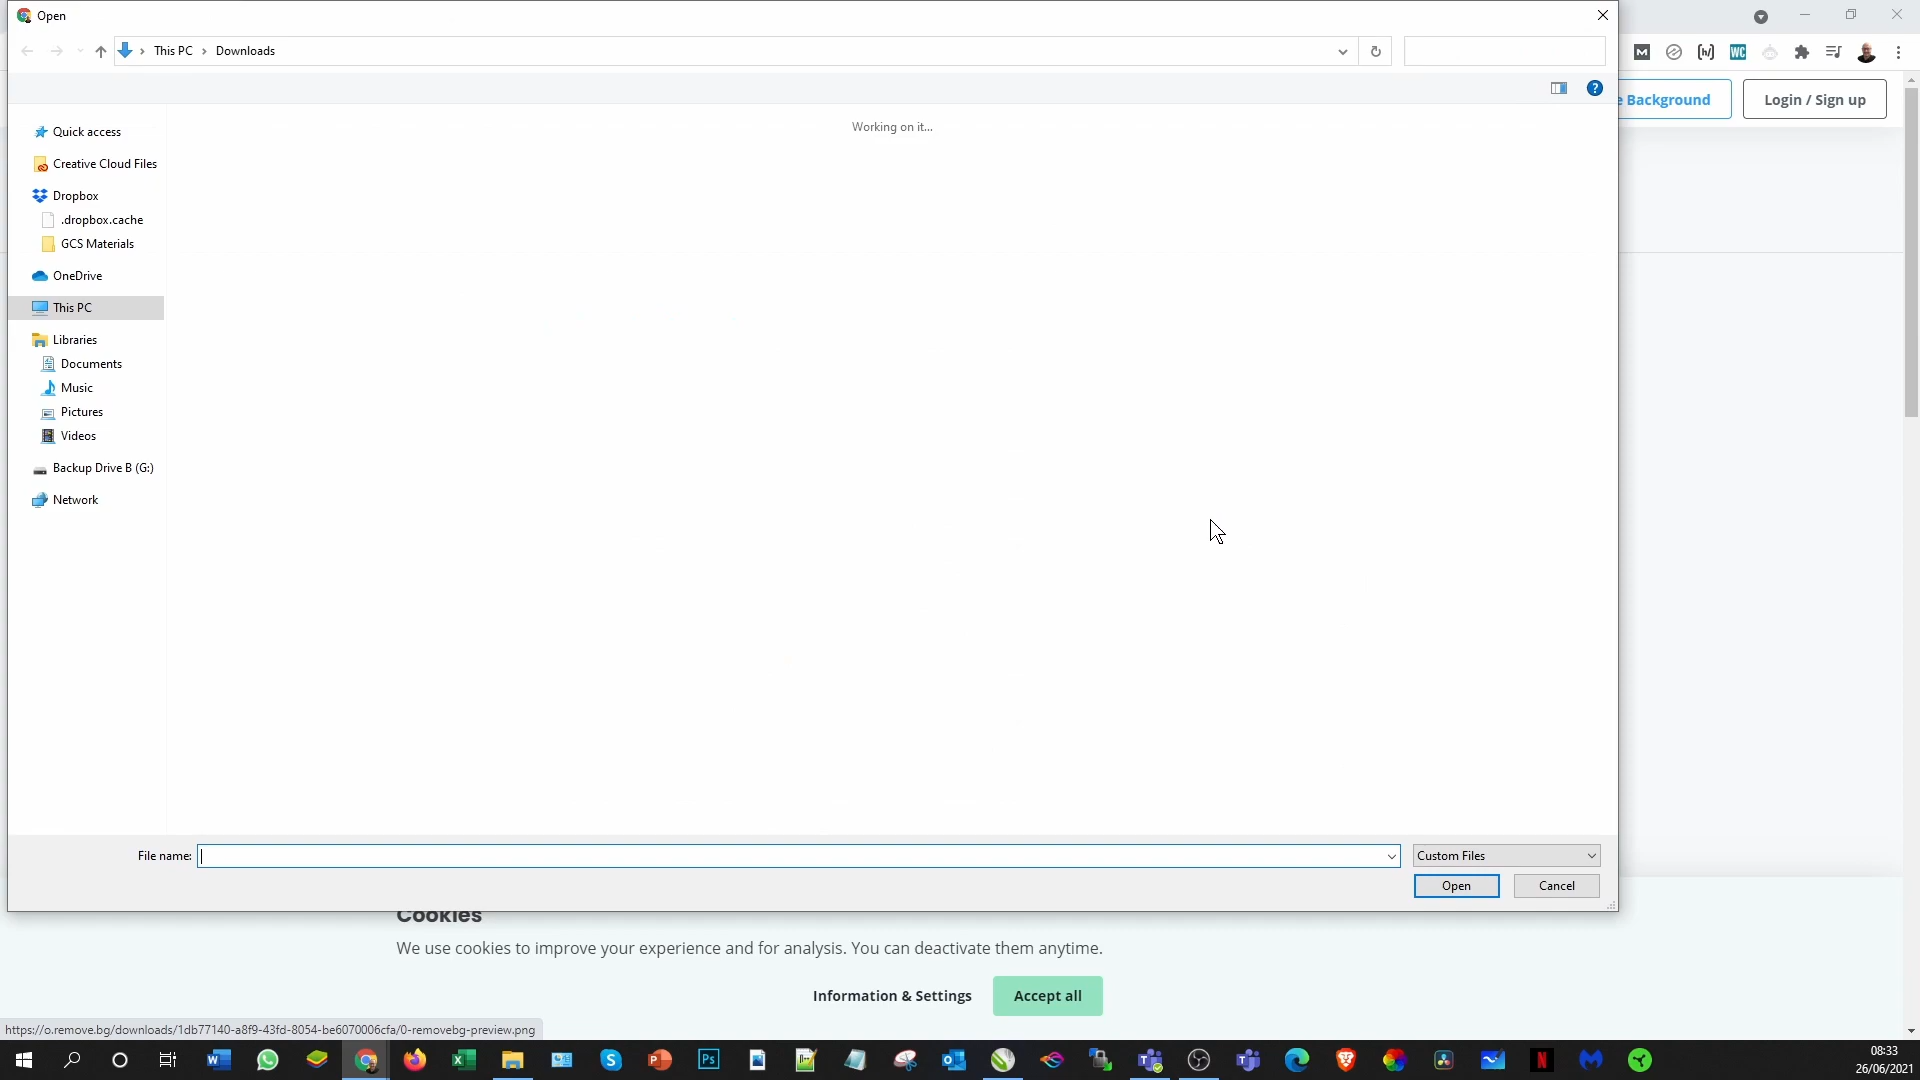 Open
This PC > Downloads
e Background
Login / Sign up
Working on it...
Quick access
Creative Cloud Files
Dropbox
.dropbox.cache
GCS Materials
OneDrive
This PC
Libraries
Documents
Music
Pictures
Videos
Backup Drive B (G:)
Network
File name:
Custom Files
Open
Cancel
Cookies
We use cookies to improve your experience and for analysis. You can deactivate them anytime.
Information & Settings
Accept all
https://o.remove.bg/downloads/1db77140-a8f9-43fd-8054-be6070006cfa/0-removebg-preview.png
08:33
26/06/2021